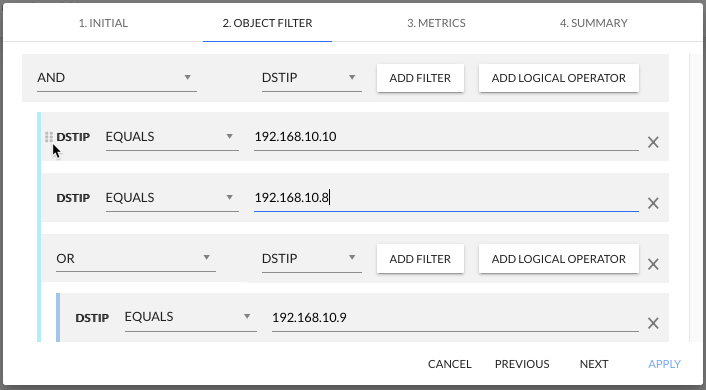 1. INITIAL 2. OBJECT FILTER 3. METRICS 4. SUMMARY
AND DSTIP ADD FILTER ADD LOGICAL OPERATOR
DSTIP EQUALS 192.168.10.10
DSTIP EQUALS 192.168.10.8
OR DSTIP ADD FILTER ADD LOGICAL OPERATOR
DSTIP EQUALS 192.168.10.9
CANCEL PREVIOUS NEXT APPLY